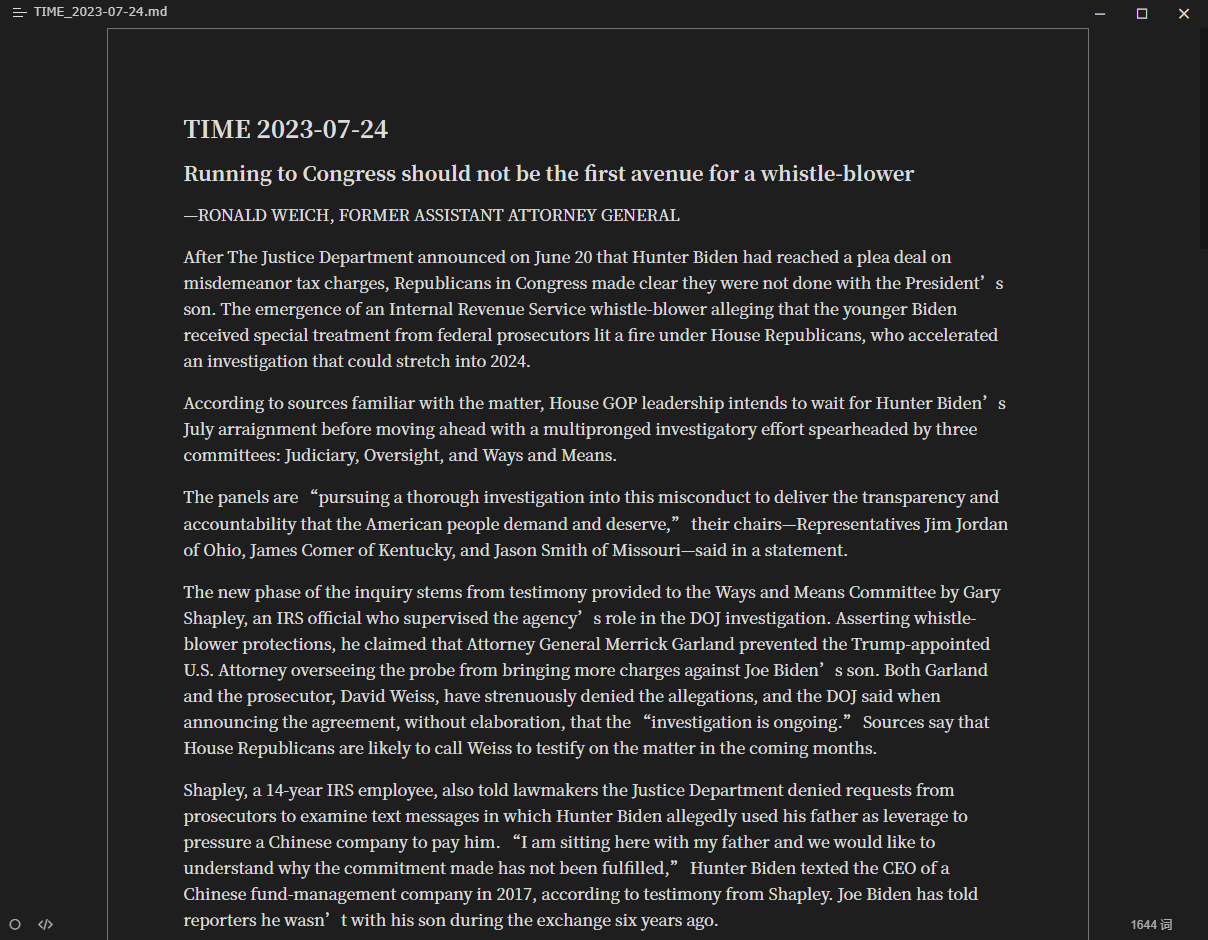 TIME_2023-07-24.md
TIME 2023-07-24
Running to Congress should not be the first avenue for a whistle-blower
—RONALD WEICH, FORMER ASSISTANT ATTORNEY GENERAL
After The Justice Department announced on June 20 that Hunter Biden had reached a plea deal on
misdemeanor tax charges, Republicans in Congress made clear they were not done with the President’s
son. The emergence of an Internal Revenue Service whistle-blower alleging that the younger Biden
received special treatment from federal prosecutors lit a fire under House Republicans, who accelerated
an investigation that could stretch into 2024.
According to sources familiar with the matter, House GOP leadership intends to wait for Hunter Biden’s
July arraignment before moving ahead with a multipronged investigatory effort spearheaded by three
committees: Judiciary, Oversight, and Ways and Means.
The panels are “pursuing a thorough investigation into this misconduct to deliver the transparency and
accountability that the American people demand and deserve,” their chairs—Representatives Jim Jordan
of Ohio, James Comer of Kentucky, and Jason Smith of Missouri—said in a statement.
The new phase of the inquiry stems from testimony provided to the Ways and Means Committee by Gary
Shapley, an IRS official who supervised the agency’s role in the DOJ investigation. Asserting whistle-
blower protections, he claimed that Attorney General Merrick Garland prevented the Trump-appointed
U.S. Attorney overseeing the probe from bringing more charges against Joe Biden’s son. Both Garland
and the prosecutor, David Weiss, have strenuously denied the allegations, and the DOJ said when
announcing the agreement, without elaboration, that the “investigation is ongoing.” Sources say that
House Republicans are likely to call Weiss to testify on the matter in the coming months.
Shapley, a 14-year IRS employee, also told lawmakers the Justice Department denied requests from
prosecutors to examine text messages in which Hunter Biden allegedly used his father as leverage to
pressure a Chinese company to pay him. “I am sitting here with my father and we would like to
understand why the commitment made has not been fulfilled,” Hunter Biden texted the CEO of a
Chinese fund-management company in 2017, according to testimony from Shapley. Joe Biden has told
reporters he wasn’t with his son during the exchange six years ago.
1644 词